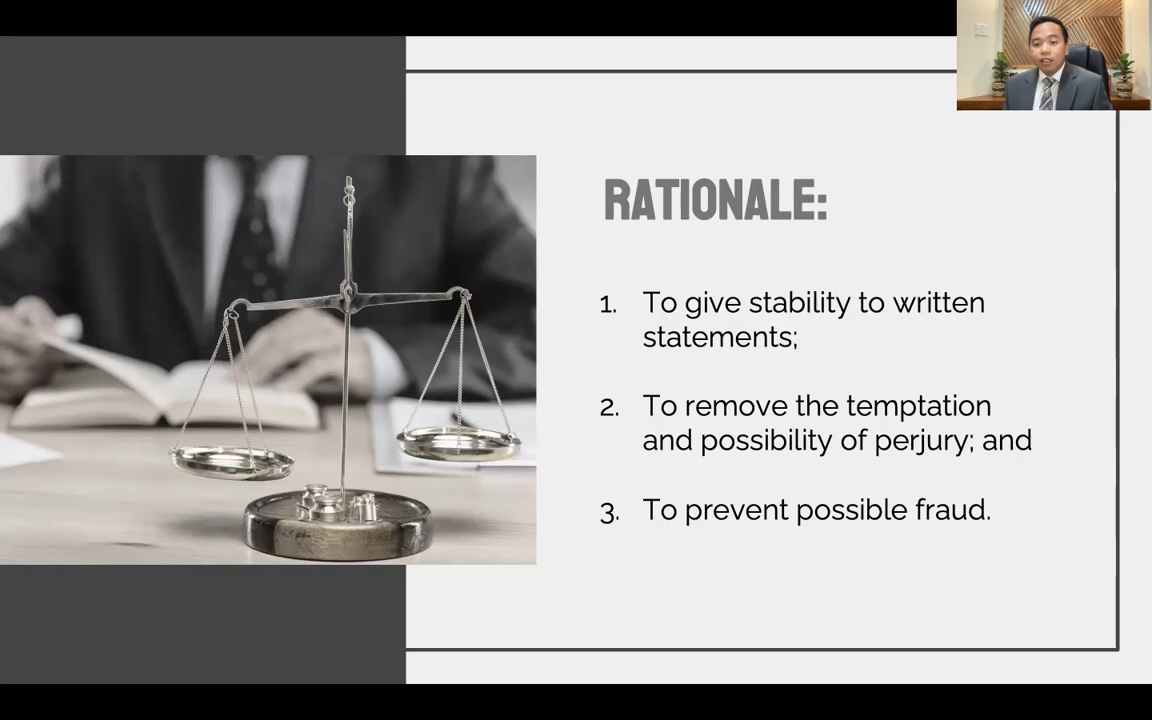 RATIONALE:
1. To give stability to written
statements;
2. To remove the temptation
and possibility of perjury; and
3. To prevent possible fraud.